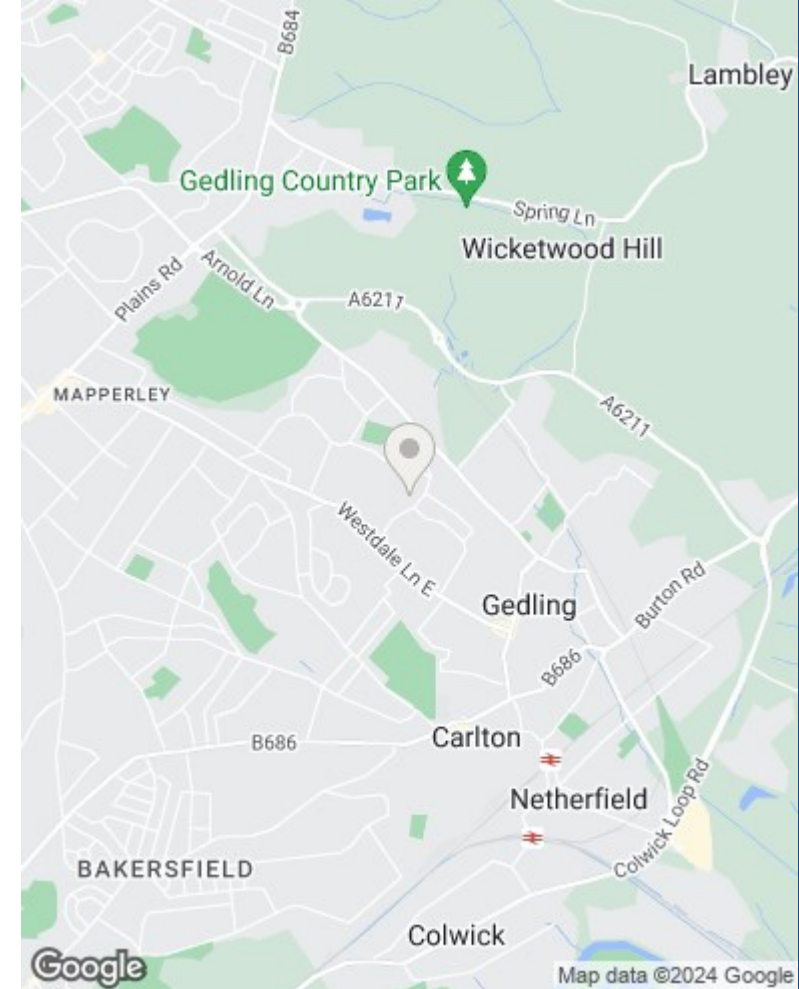 B684
Lambley
Gedling Country Park
Spring Ln
Wicketwood Hill
Plains Rd
Arnold Ln
A6211
MAPPERLEY
A6211
Westdale Ln E
Gedling
Burton Rd
B686
Carlton
B686
Netherfield
Colwick Loop Rd
BAKERSFIELD
Colwick
Google
Map data ©2024 Google